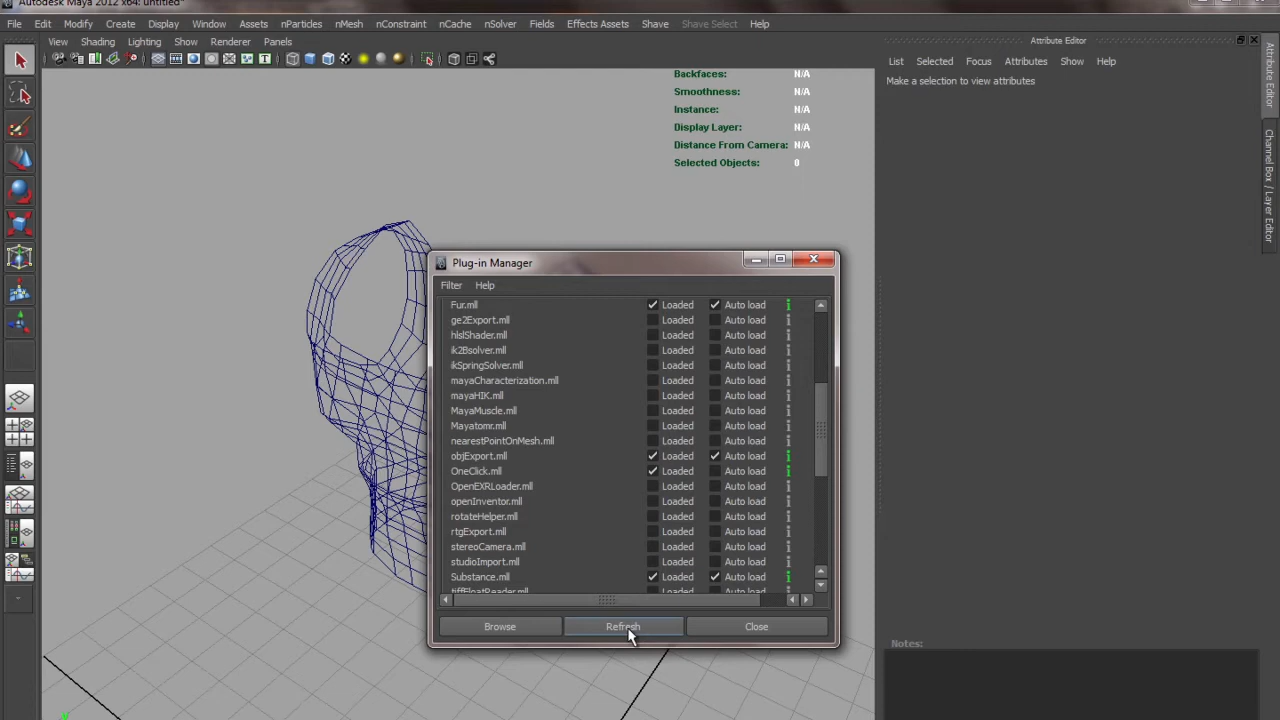 Autodesk Maya 2012 x64: untitled*
File Edit Modify Create Display Window Assets nParticles nMesh nConstraint nCache nSolver Fields Effects Assets Shave Shave Select Help
View Shading Lighting Show Renderer Panels
Attribute Editor
List Selected Focus Attributes Show Help
Make a selection to view attributes
Backfaces: N/A
Smoothness: N/A
Instance: N/A
Display Layer: N/A
Distance From Camera: N/A
Selected Objects: 0
Attribute Editor
Channel Box / Layer Editor
Plug-in Manager
Filter Help
Fur.mll Loaded Auto load i
ge2Export.mll Loaded Auto load i
hlslShader.mll Loaded Auto load i
ik2Bsolver.mll Loaded Auto load i
ikSpringSolver.mll Loaded Auto load i
mayaCharacterization.mll Loaded Auto load i
mayaHIK.mll Loaded Auto load i
MayaMuscle.mll Loaded Auto load i
Mayatomr.mll Loaded Auto load i
nearestPointOnMesh.mll Loaded Auto load i
objExport.mll Loaded Auto load i
OneClick.mll Loaded Auto load i
OpenEXRLoader.mll Loaded Auto load i
openInventor.mll Loaded Auto load i
rotateHelper.mll Loaded Auto load i
rtgExport.mll Loaded Auto load i
stereoCamera.mll Loaded Auto load i
studioImport.mll Loaded Auto load i
Substance.mll Loaded Auto load i
tiffFloatReader.mll Loaded Auto load i
Browse Refresh Close
Notes:
y